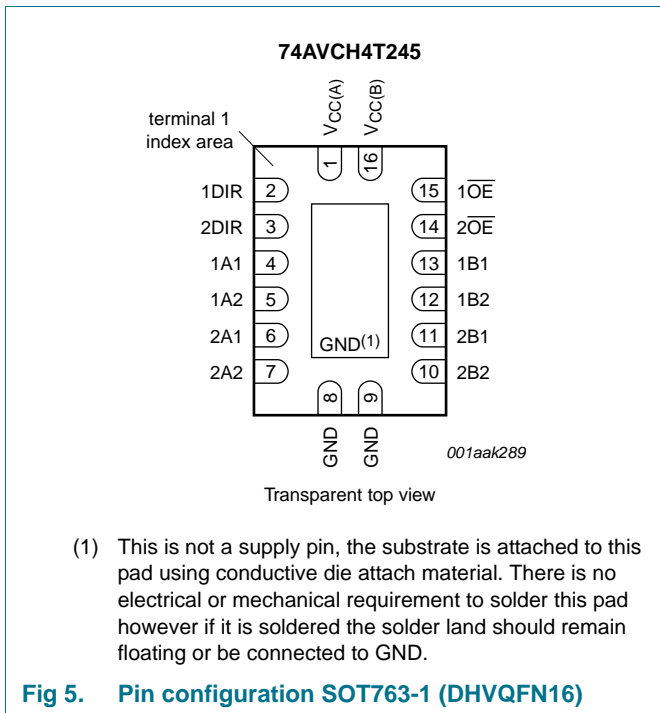 74AVCH4T245
VCC(A)
VCC(B)
terminal 1
index area
1
16
1DIR 2
15 1OE
2DIR 3
14 2OE
1A1 4
13 1B1
1A2 5
12 1B2
2A1 6
11 2B1
2A2 7
10 2B2
GND(1)
8
9
GND
GND
001aak289
Transparent top view
(1) This is not a supply pin, the substrate is attached to this
pad using conductive die attach material. There is no
electrical or mechanical requirement to solder this pad
however if it is soldered the solder land should remain
floating or be connected to GND.
Fig 5. Pin configuration SOT763-1 (DHVQFN16)